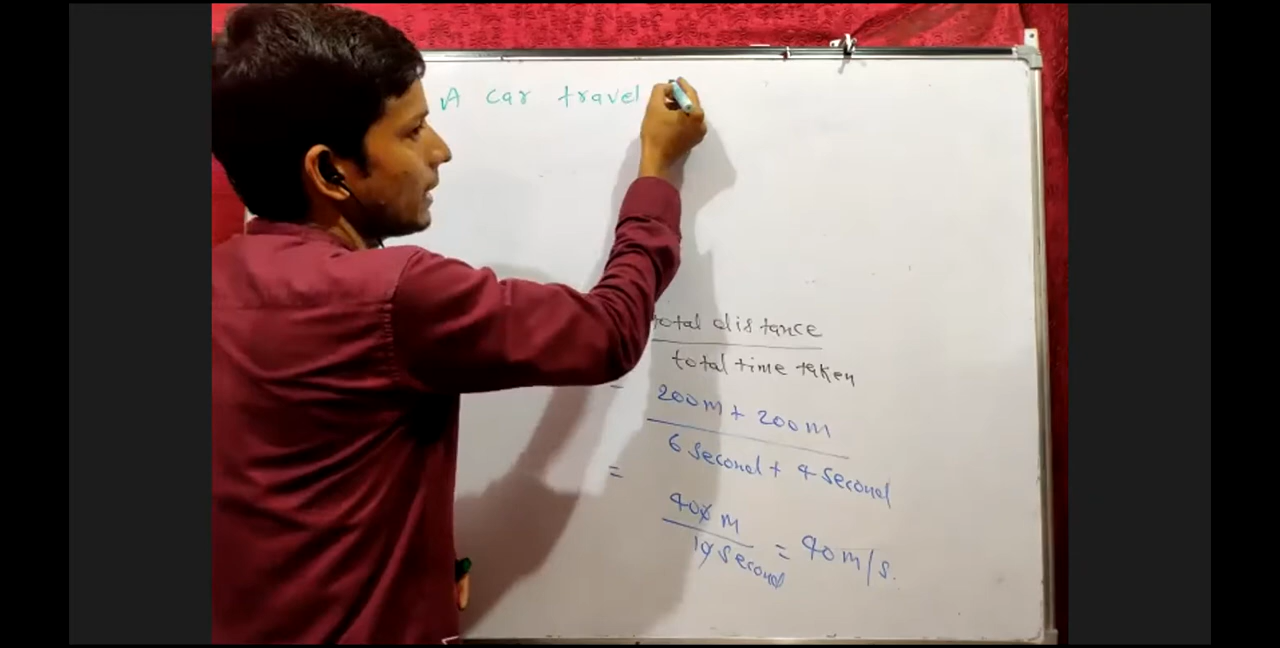 A car travel
total distance
total time taken
= 200m + 200m
6 second + 4 second
= 400 m
10 second = 40 m/s.